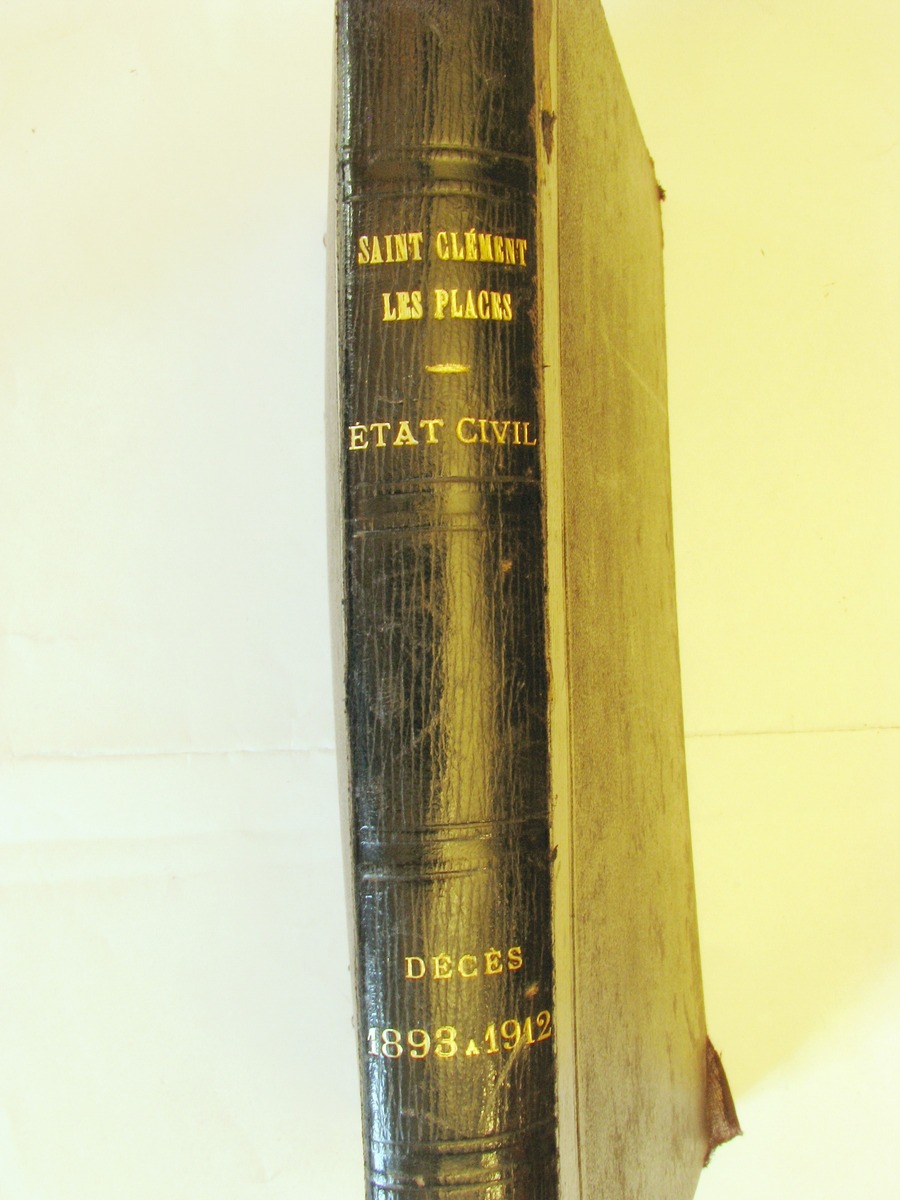 SAINT CLÉMENT
LES PLACES
ÉTAT CIVIL
DÉCÈS
1893 A 1912